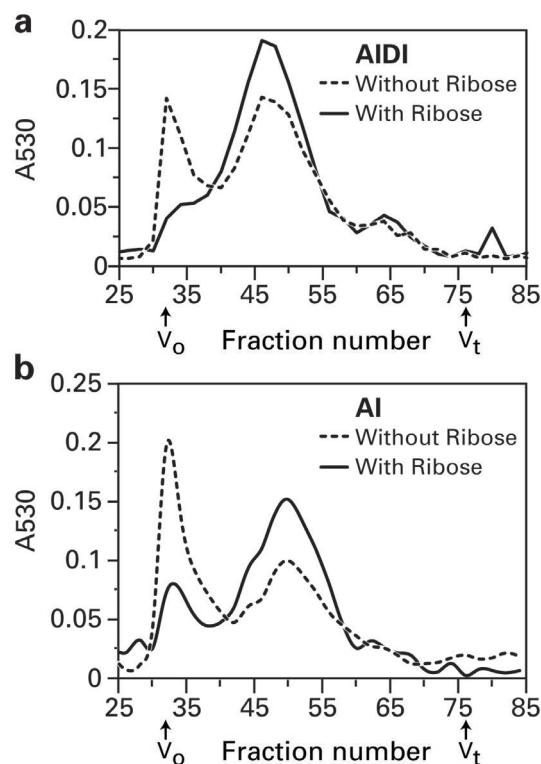 a
0.2
AIDI
Without Ribose
With Ribose
0.15
A530
0.1
0.05
0
25 35 45 55 65 75 85
Vo Fraction number Vt
b
0.25
AI
0.2
Without Ribose
With Ribose
A530
0.15
0.1
0.05
0
25 35 45 55 65 75 85
Vo Fraction number Vt